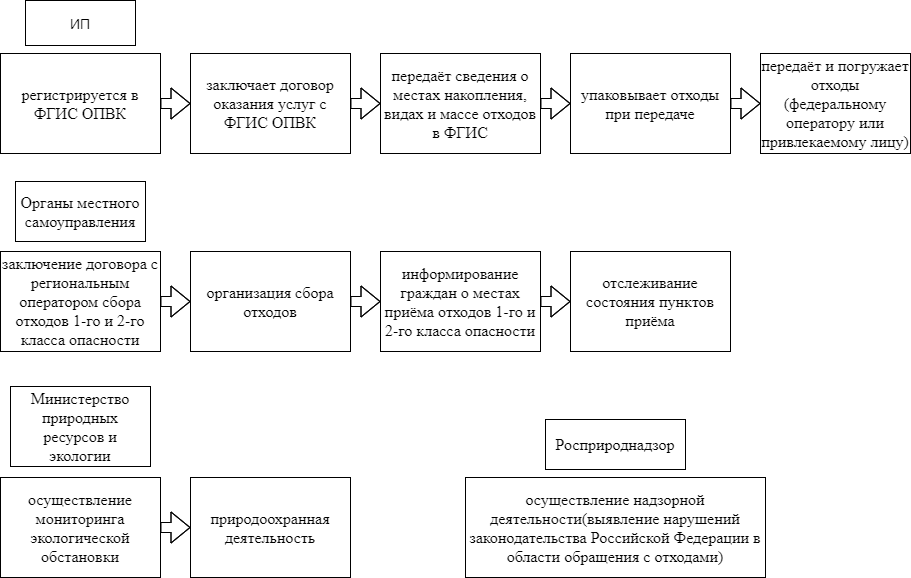 ИП
регистрируется в
ФГИС ОПВК
заключает договор
оказания услуг с
ФГИС ОПВК
передаёт сведения о
местах накопления,
видах и массе отходов
в ФГИС
упаковывает отходы
при передаче
передаёт и погружает
отходы
(федеральному
оператору или
привлекаемому лицу)
Органы местного
самоуправления
заключение договора с
региональным
оператором сбора
отходов 1-го и 2-го
класса опасности
организация сбора
отходов
информирование
граждан о местах
приёма отходов 1-го и
2-го класса опасности
отслеживание
состояния пунктов
приёма
Министерство
природных
ресурсов и
экологии
осуществление
мониторинга
экологической
обстановки
природоохранная
деятельность
Росприроднадзор
осуществление надзорной
деятельности(выявление нарушений
законодательства Российской Федерации в
области обращения с отходами)